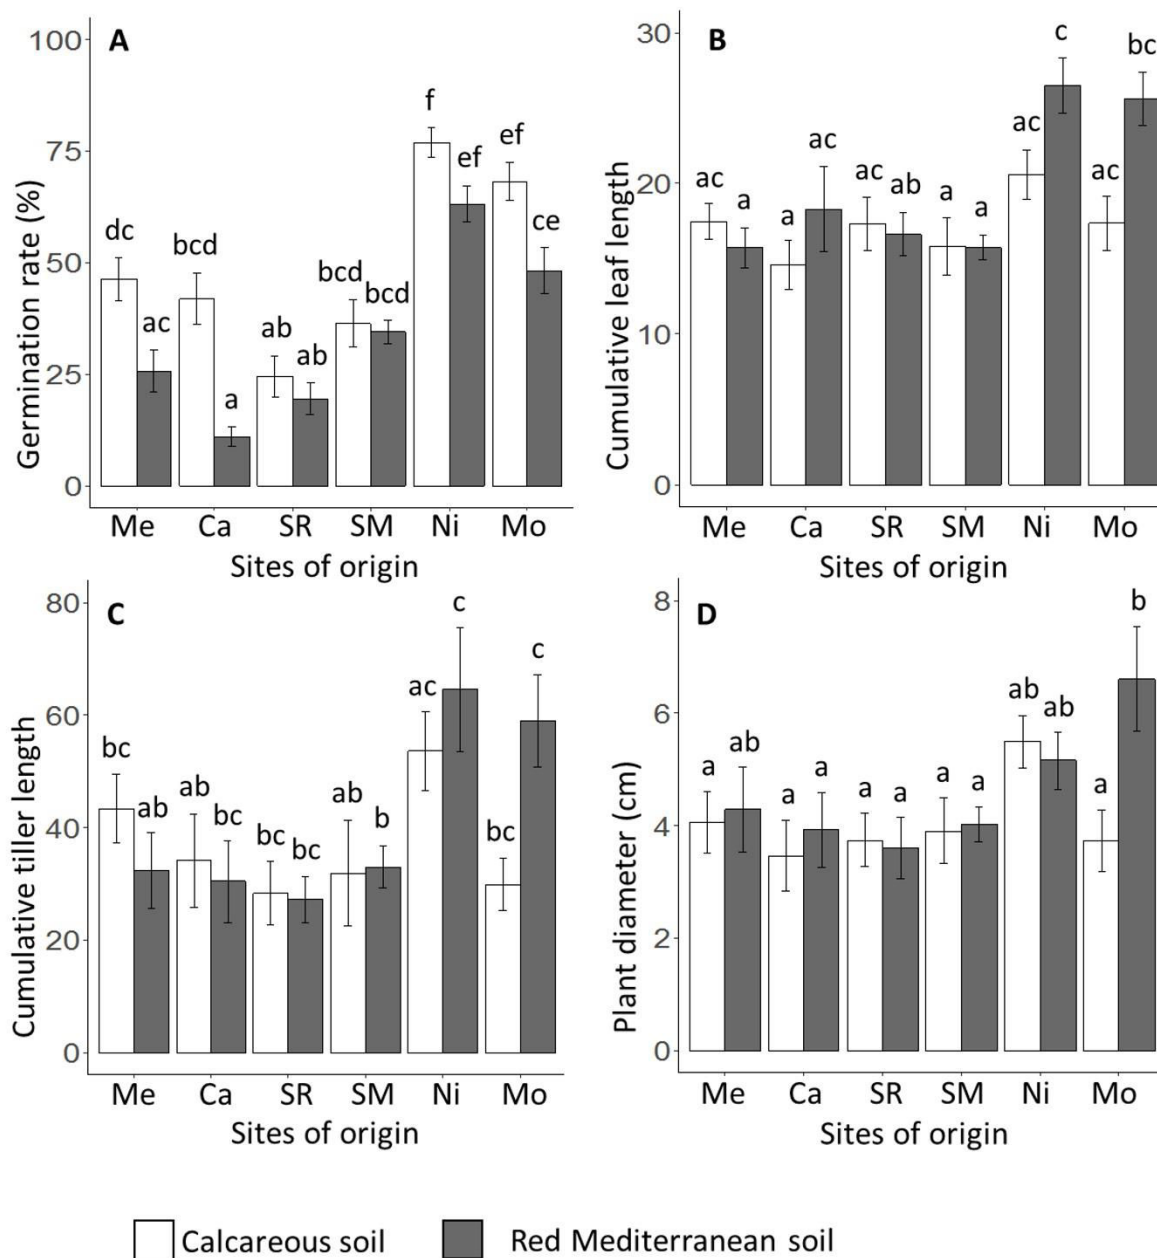 A
100
75
50
25
0
Germination rate (%)
dc
ac
bcd
a
ab
ab
bcd
bcd
f
ef
ef
ce
Me Ca SR SM Ni Mo
Sites of origin
B
30
20
10
0
Cumulative leaf length
ac
a
a
ac
ac
ab
a
a
ac
c
ac
bc
Me Ca SR SM Ni Mo
Sites of origin
C
80
60
40
20
0
Cumulative tiller length
bc
ab
ab
bc
bc
bc
ab
b
ac
c
bc
c
Me Ca SR SM Ni Mo
Sites of origin
D
8
6
4
2
0
Plant diameter (cm)
a
ab
a
a
a
a
a
a
ab
ab
a
b
Me Ca SR SM Ni Mo
Sites of origin
Calcareous soil
Red Mediterranean soil